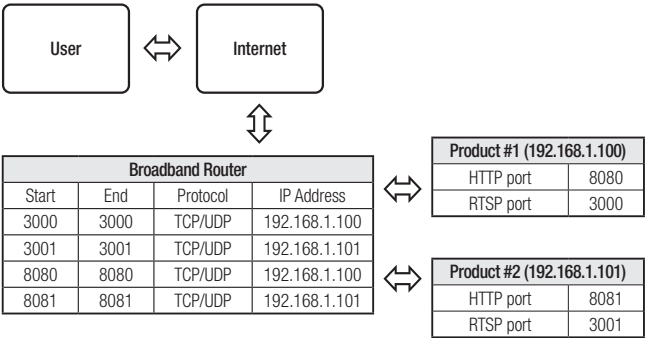 User
Internet
Broadband Router
Start End Protocol IP Address
3000 3000 TCP/UDP 192.168.1.100
3001 3001 TCP/UDP 192.168.1.101
8080 8080 TCP/UDP 192.168.1.100
8081 8081 TCP/UDP 192.168.1.101
Product #1 (192.168.1.100)
HTTP port 8080
RTSP port 3000
Product #2 (192.168.1.101)
HTTP port 8081
RTSP port 3001